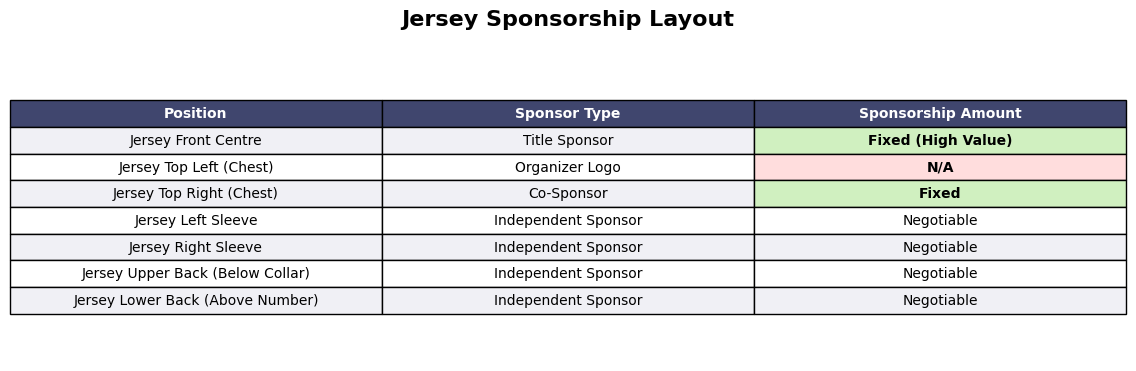 Jersey Sponsorship Layout
Position Sponsor Type Sponsorship Amount
Jersey Front Centre Title Sponsor Fixed (High Value)
Jersey Top Left (Chest) Organizer Logo N/A
Jersey Top Right (Chest) Co-Sponsor Fixed
Jersey Left Sleeve Independent Sponsor Negotiable
Jersey Right Sleeve Independent Sponsor Negotiable
Jersey Upper Back (Below Collar) Independent Sponsor Negotiable
Jersey Lower Back (Above Number) Independent Sponsor Negotiable